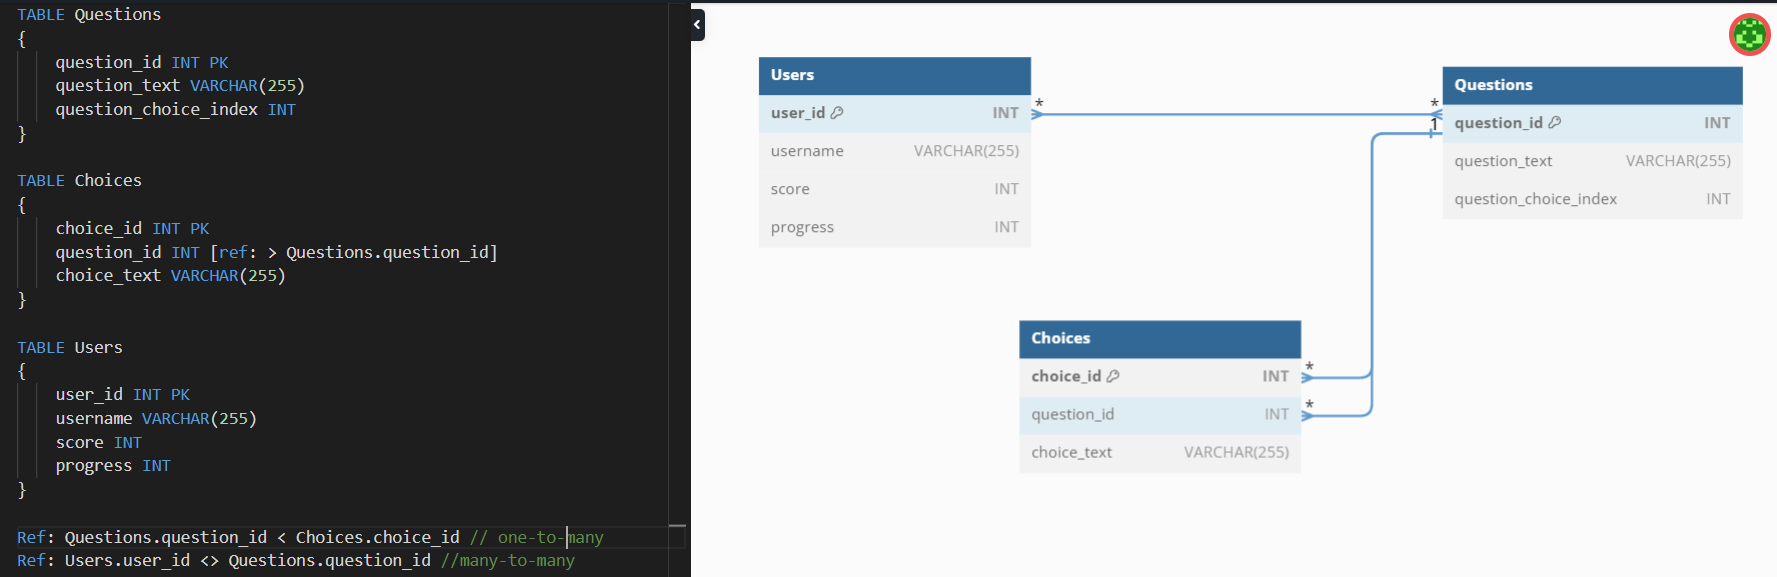 TABLE Questions
{
question_id INT PK
question_text VARCHAR(255)
question_choice_index INT
}
TABLE Choices
{
choice_id INT PK
question_id INT [ref: > Questions.question_id]
choice_text VARCHAR(255)
}
TABLE Users
{
user_id INT PK
username VARCHAR(255)
score INT
progress INT
}
Ref: Questions.question_id < Choices.choice_id // one-to-many
Ref: Users.user_id <> Questions.question_id //many-to-many
Users
user_id INT
username VARCHAR(255)
score INT
progress INT
*
*
1
Questions
question_id INT
question_text VARCHAR(255)
question_choice_index INT
Choices
choice_id INT
question_id INT
choice_text VARCHAR(255)
*
*